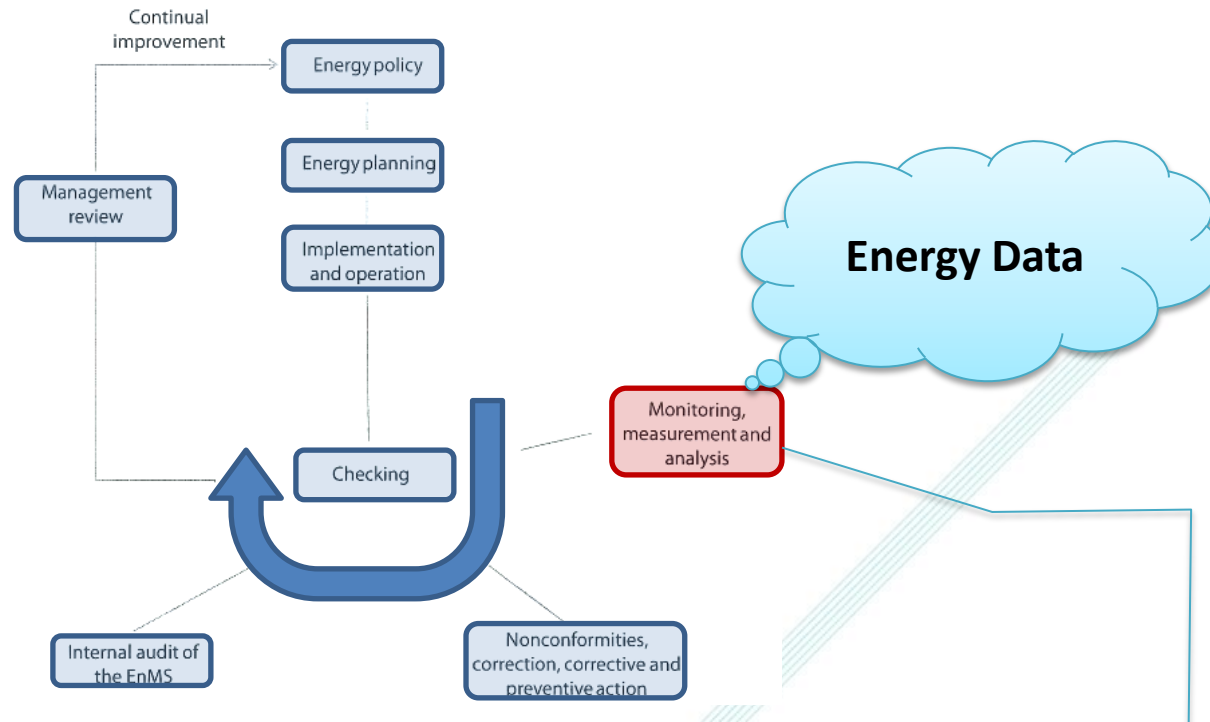 Continual
improvement
Energy policy
Energy planning
Management
review
Implementation
and operation
Energy Data
Monitoring,
measurement and
analysis
Checking
Internal audit of
the EnMS
Nonconformities,
correction, corrective and
preventive action